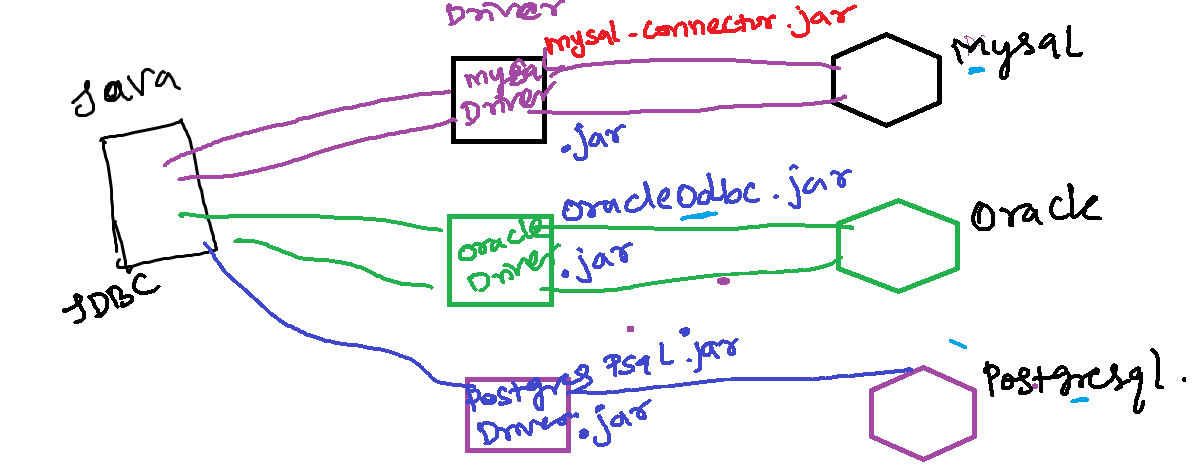 Driver
mysql-connector.jar
Mysql
Java
mysql
Driver
.jar
oracleOdbc.jar
oracle
oracle
Driver
.jar
JDBC
Psql.jar
Postgresql.
Postgres
Driver
.jar